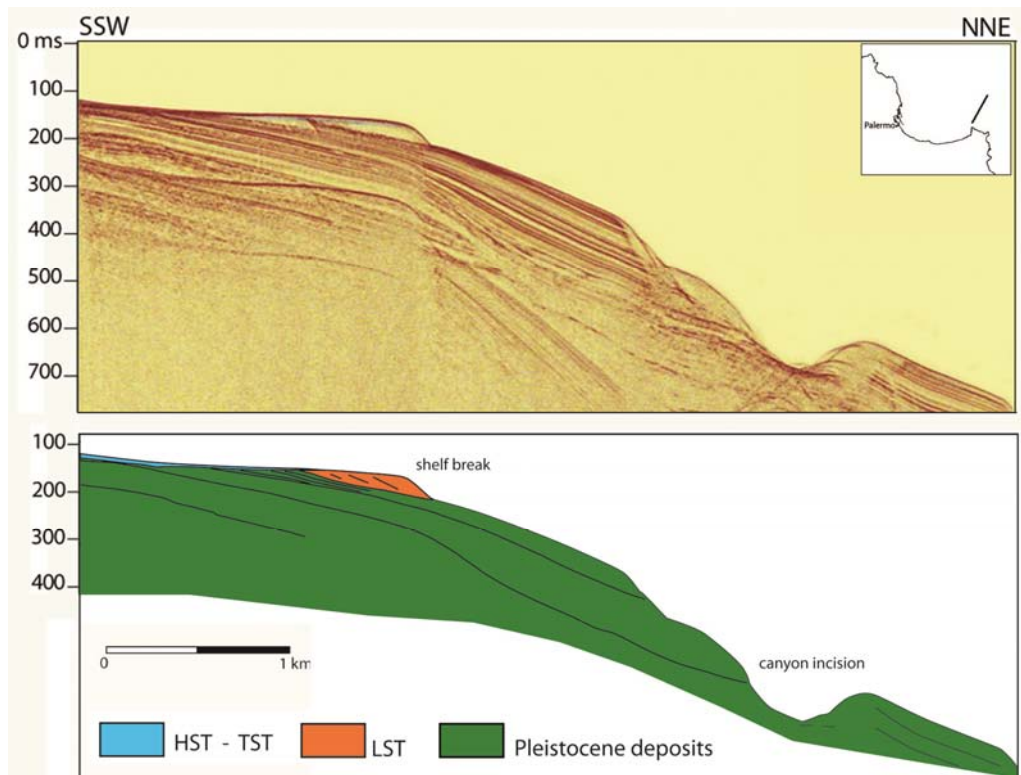 SSW NNE
0 ms
100
200
300
400
500
600
700
Palermo
100
200
300
400
shelf break
canyon incision
0 1 km
HST - TST LST Pleistocene deposits